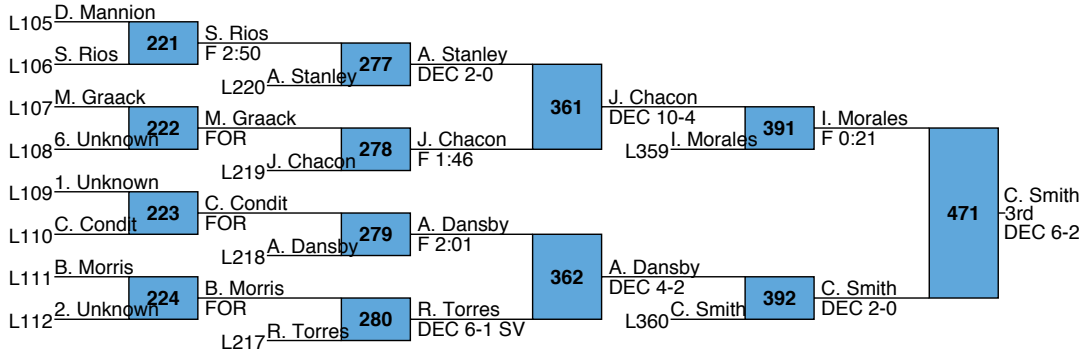 L105 D. Mannion
221
L106 S. Rios
S. Rios
F 2:50
277
L220 A. Stanley
A. Stanley
DEC 2-0
L107 M. Graack
222
L108 6. Unknown
M. Graack
FOR
278
L219 J. Chacon
J. Chacon
F 1:46
361
J. Chacon
DEC 10-4
391
L359 I. Morales
I. Morales
F 0:21
L109 1. Unknown
223
L110 C. Condit
C. Condit
FOR
279
L218 A. Dansby
A. Dansby
F 2:01
L111 B. Morris
224
L112 2. Unknown
B. Morris
FOR
280
L217 R. Torres
R. Torres
DEC 6-1 SV
362
A. Dansby
DEC 4-2
392
L360 C. Smith
C. Smith
DEC 2-0
471
C. Smith
3rd
DEC 6-2